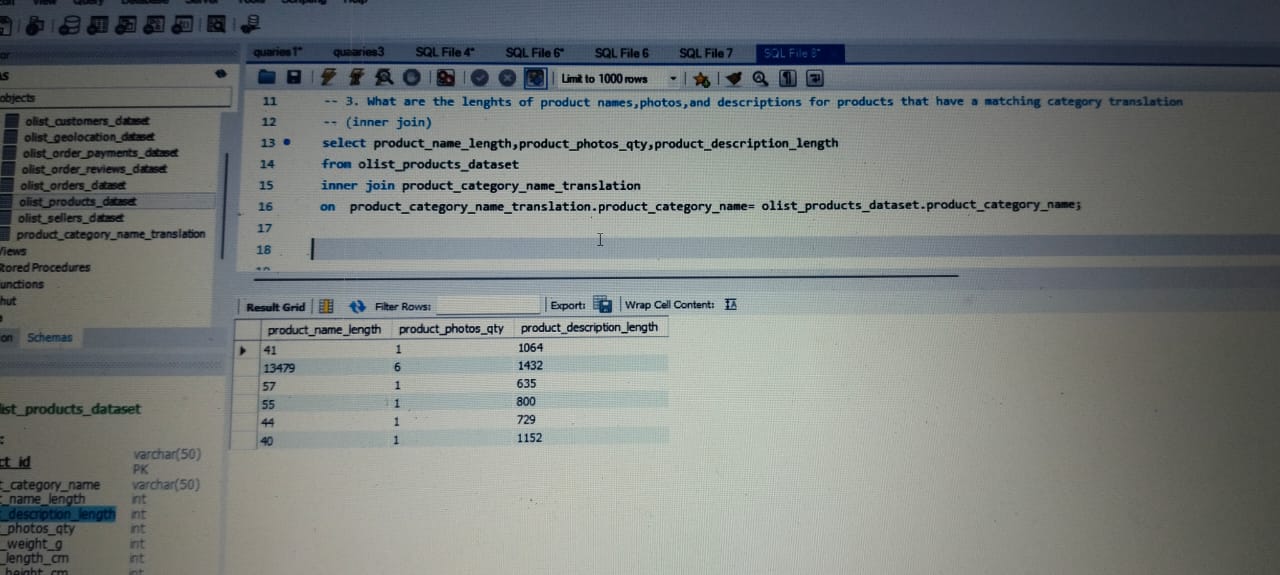 Query
quaries1*
quaaries3
SQL File 4*
SQL File 6*
SQL File 6
SQL File 7
SQL File 8*
objects
olist_customers_dataset
olist_geolocation_dataset
olist_order_payments_dataset
olist_order_reviews_dataset
olist_orders_dataset
olist_products_dataset
olist_sellers_dataset
product_category_name_translation
Views
Stored Procedures
unctions
hut
on Schemas
Limit to 1000 rows
11 -- 3. What are the lenghts of product names,photos,and descriptions for products that have a matching category translation
12 -- (inner join)
13 select product_name_length,product_photos_qty,product_description_length
14 from olist_products_dataset
15 inner join product_category_name_translation
16 on product_category_name_translation.product_category_name= olist_products_dataset.product_category_name;
17
18
Result Grid Filter Rows: Export: Wrap Cell Content: IA
product_name_length product_photos_qty product_description_length
41 1 1064
13479 6 1432
57 1 635
55 1 800
44 1 729
40 1 1152
list_products_dataset
:
ct_id varchar(50)
PK
t_category_name varchar(50)
t_name_length int
t_description_length int
t_photos_qty int
_weight_g int
_length_cm int
_height_cm int